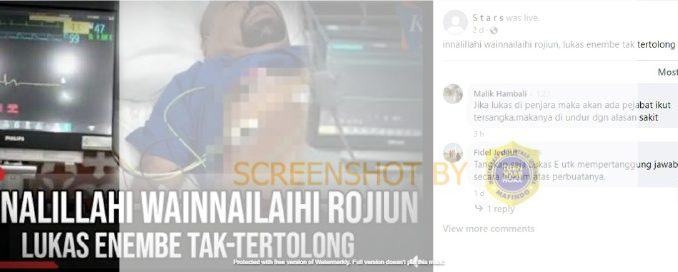 47
99
PHILIPS
NALILLAHI WAINNAILAIHI ROJIUN
LUKAS ENEMBE TAK-TERTOLONG
SCREENSHOT BY
MAFINDO
Protected with free version of Watermarkly. Full version doesn't put this mark.
S t a r s was live.
2 d
innalillahi wainnailaihi rojiun, lukas enembe tak tertolong
Most
Malik Hambali
Jika lukas di penjara maka akan ada pejabat ikut
tersangka.makanya di undur dgn alasan sakit
3 h
Fidel Jedaut
Tangkap saja Lukas E utk mempertanggung jawab
secara hukum atas perbuatanya.
1 d
1 reply
View more comments